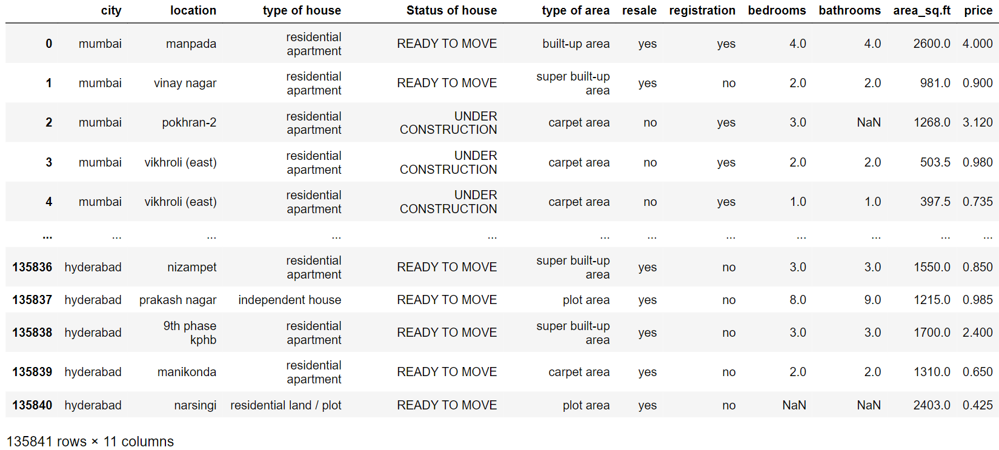 city location type of house Status of house type of area resale registration bedrooms bathrooms area_sq.ft price
0 mumbai manpada residential apartment READY TO MOVE built-up area yes yes 4.0 4.0 2600.0 4.000
1 mumbai vinay nagar residential apartment READY TO MOVE super built-up area yes no 2.0 2.0 981.0 0.900
2 mumbai pokhran-2 residential apartment UNDER CONSTRUCTION carpet area no yes 3.0 NaN 1268.0 3.120
3 mumbai vikhroli (east) residential apartment UNDER CONSTRUCTION carpet area no yes 2.0 2.0 503.5 0.980
4 mumbai vikhroli (east) residential apartment UNDER CONSTRUCTION carpet area no yes 1.0 1.0 397.5 0.735
... ... ... ... ... ... ... ... ... ... ... ...
135836 hyderabad nizampet residential apartment READY TO MOVE super built-up area yes no 3.0 3.0 1550.0 0.850
135837 hyderabad prakash nagar independent house READY TO MOVE plot area yes no 8.0 9.0 1215.0 0.985
135838 hyderabad 9th phase kphb residential apartment READY TO MOVE super built-up area yes no 3.0 3.0 1700.0 2.400
135839 hyderabad manikonda residential apartment READY TO MOVE carpet area yes no 2.0 2.0 1310.0 0.650
135840 hyderabad narsingi residential land / plot READY TO MOVE plot area yes no NaN NaN 2403.0 0.425
135841 rows × 11 columns